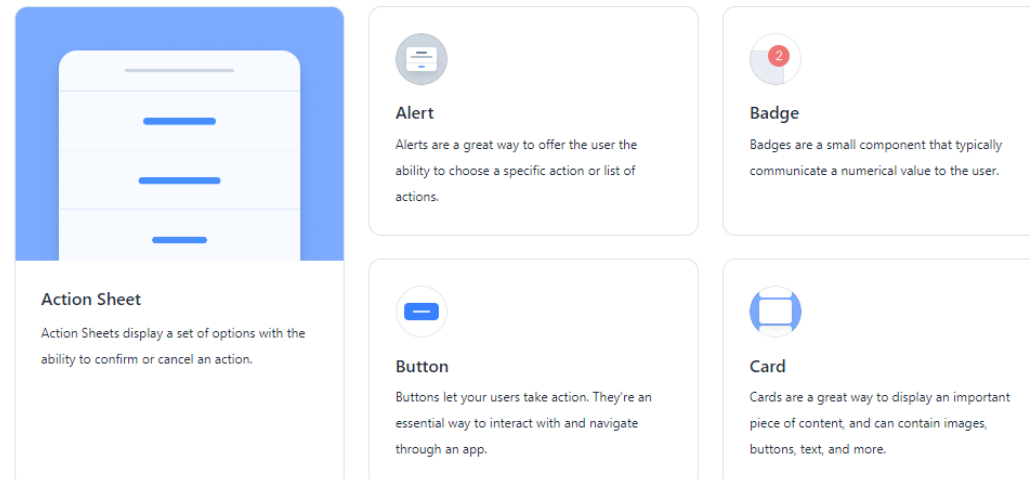 Action Sheet
Action Sheets display a set of options with the
ability to confirm or cancel an action.
Alert
Alerts are a great way to offer the user the
ability to choose a specific action or list of
actions.
2
Badge
Badges are a small component that typically
communicate a numerical value to the user.
Button
Buttons let your users take action. They're an
essential way to interact with and navigate
through an app.
Card
Cards are a great way to display an important
piece of content, and can contain images,
buttons, text, and more.